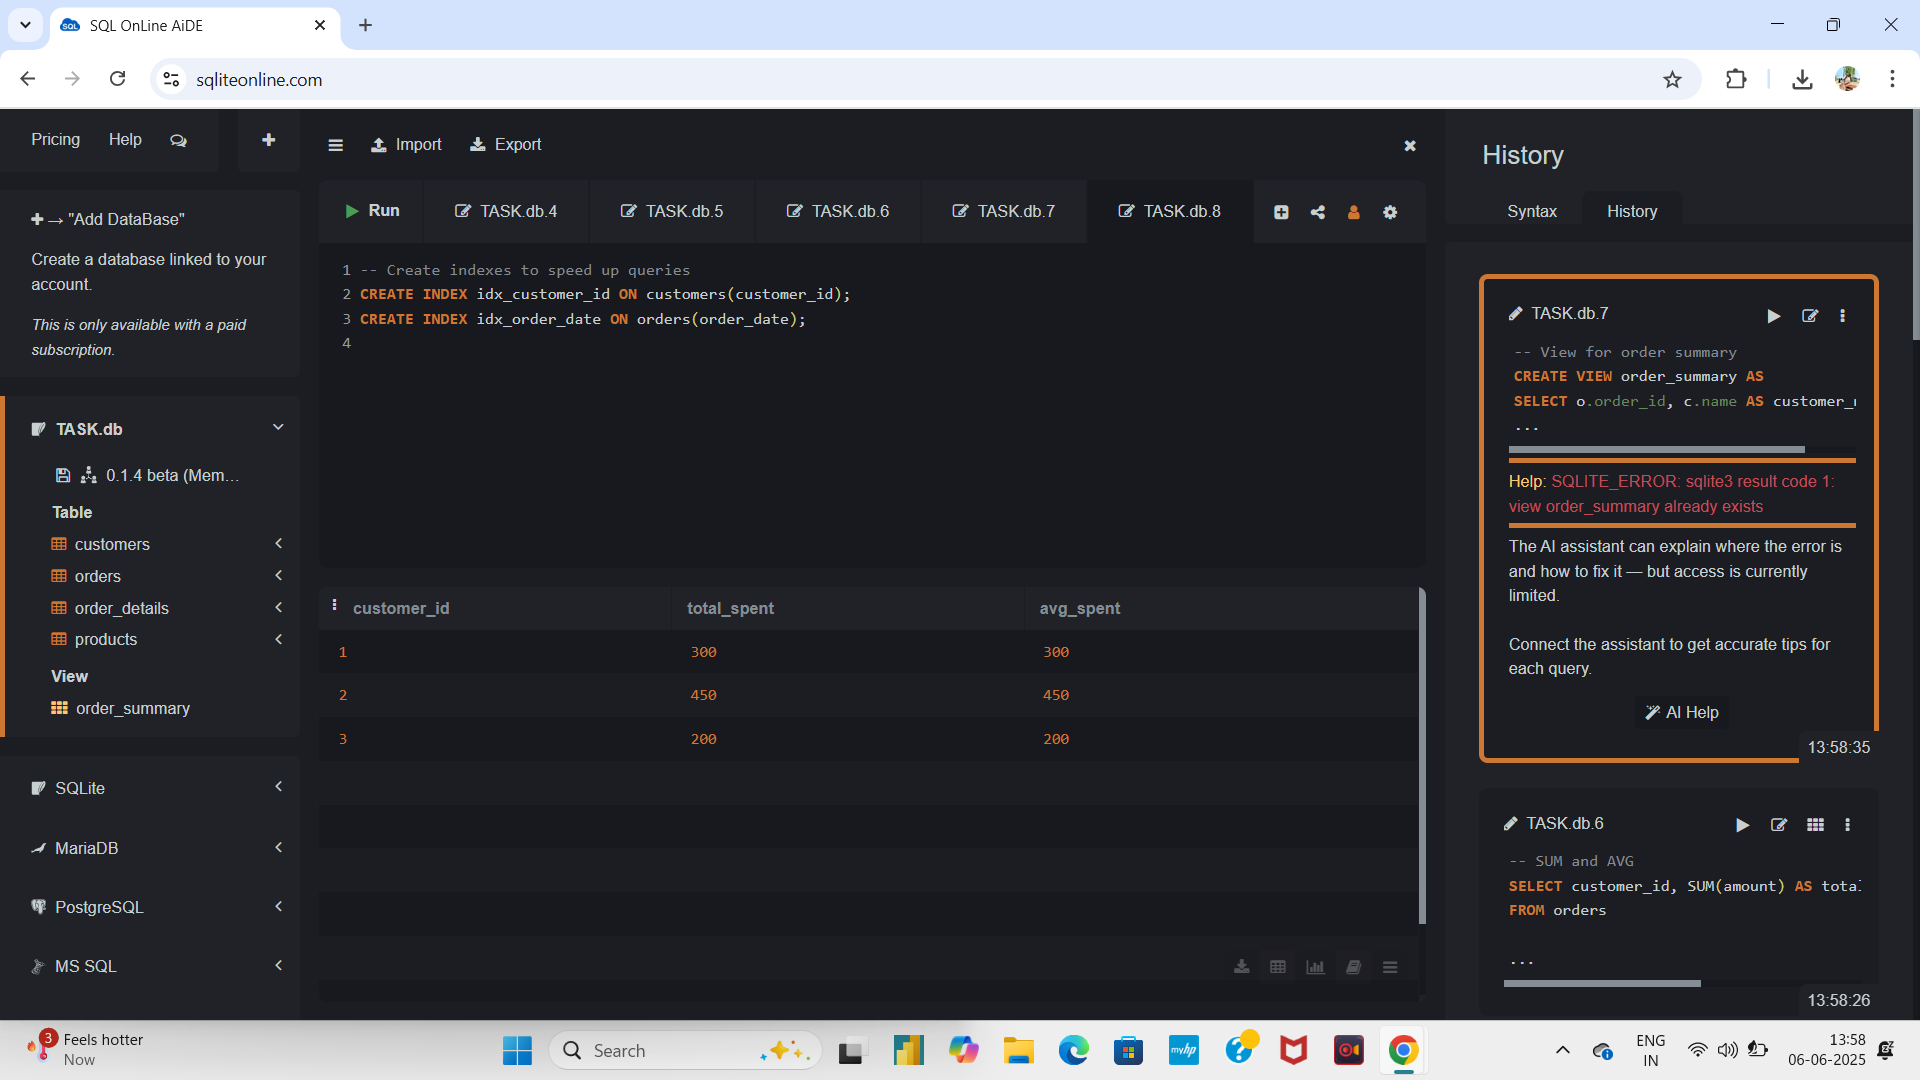 SQL OnLine AiDE
sqliteonline.com
Pricing
Help
→ "Add DataBase"
Create a database linked to your
account.
This is only available with a paid
subscription.
TASK.db
0.1.4 beta (Mem...
Table
customers
orders
order_details
products
View
order_summary
SQLite
MariaDB
PostgreSQL
MS SQL
Import
Export
Run
TASK.db.4
TASK.db.5
TASK.db.6
TASK.db.7
TASK.db.8
1 -- Create indexes to speed up queries
2 CREATE INDEX idx_customer_id ON customers(customer_id);
3 CREATE INDEX idx_order_date ON orders(order_date);
4
customer_id total_spent avg_spent
1 300 300
2 450 450
3 200 200
History
Syntax
History
TASK.db.7
-- View for order summary
CREATE VIEW order_summary AS
SELECT o.order_id, c.name AS customer_
...
Help: SQLITE_ERROR: sqlite3 result code 1:
view order_summary already exists
The AI assistant can explain where the error is
and how to fix it — but access is currently
limited.
Connect the assistant to get accurate tips for
each query.
AI Help
13:58:35
TASK.db.6
-- SUM and AVG
SELECT customer_id, SUM(amount) AS total
FROM orders
...
13:58:26
3
Feels hotter
Now
Search
myhp
ENG
IN
13:58
06-06-2025